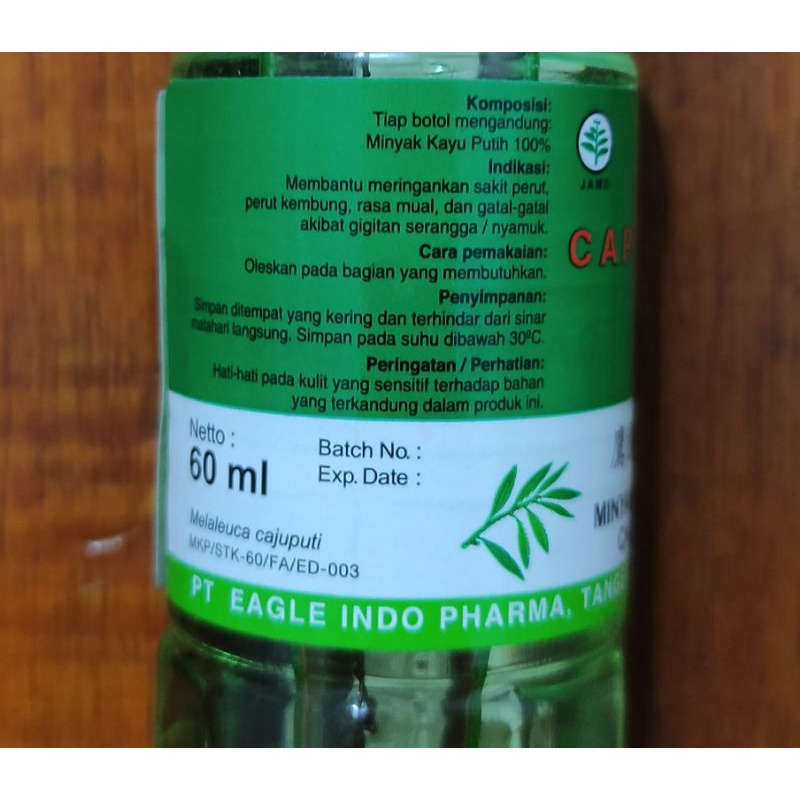 Komposisi:
Tiap botol mengandung:
Minyak Kayu Putih 100%
Indikasi:
Membantu meringankan sakit perut,
perut kembung, rasa mual, dan gatal-gatal
akibat gigitan serangga / nyamuk.
Cara pemakaian:
Oleskan pada bagian yang membutuhkan.
Penyimpanan:
Simpan ditempat yang kering dan terhindar dari sinar
matahari langsung. Simpan pada suhu dibawah 30ºC.
Peringatan / Perhatian:
Hati-hati pada kulit yang sensitif terhadap bahan
yang terkandung dalam produk ini.
JAMU
CAP
Netto :
60 ml
Batch No. :
Exp. Date :
Melaleuca cajuputi
MKP/STK-60/FA/ED-003
PT EAGLE INDO PHARMA,